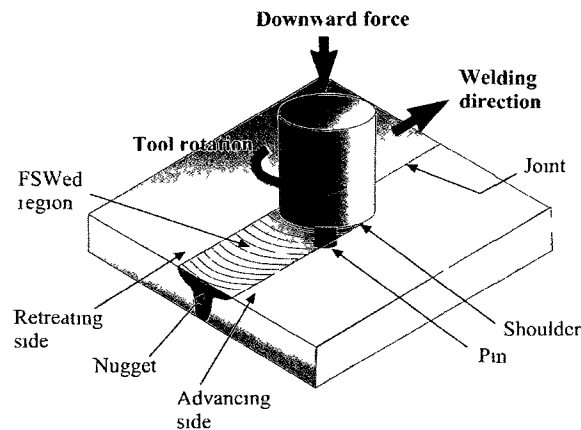 Downward force
Welding
direction
Tool rotation
FSWed
region
Joint
Retreating
side
Nugget
Advancing
side
Pin
Shoulder